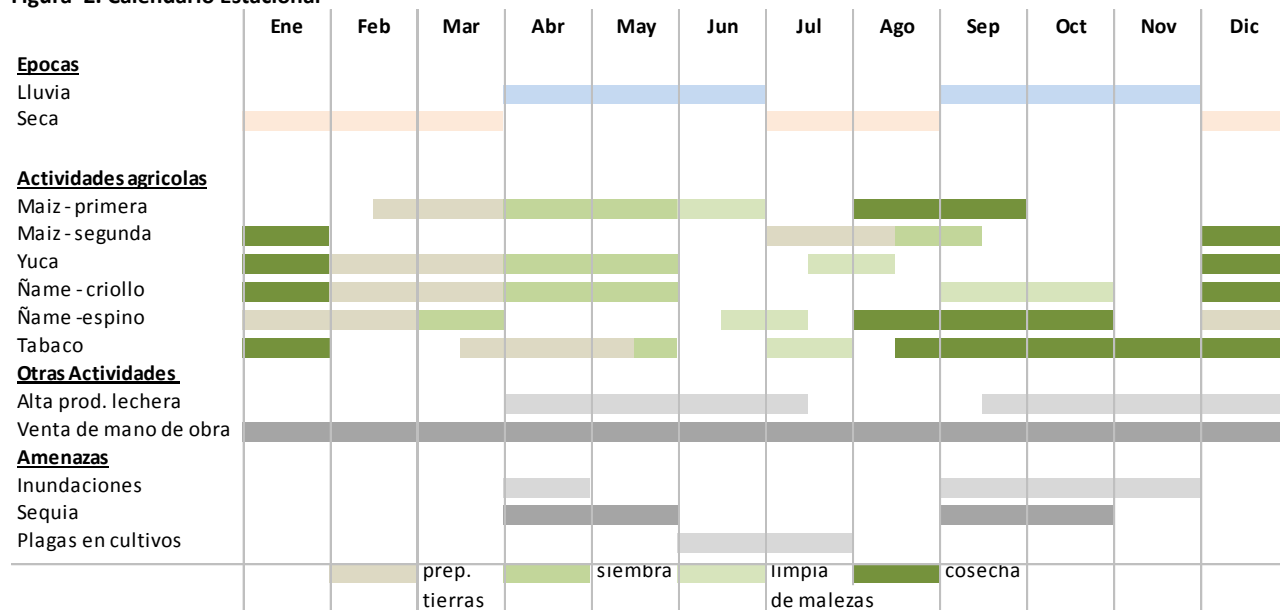 Figura 2. Calendario Estacional
Ene Feb Mar Abr May Jun Jul Ago Sep Oct Nov Dic
Epocas
Lluvia
Seca
Actividades agricolas
Maiz - primera
Maiz - segunda
Yuca
Ñame - criollo
Ñame -espino
Tabaco
Otras Actividades
Alta prod. lechera
Venta de mano de obra
Amenazas
Inundaciones
Sequia
Plagas en cultivos
prep. siembra limpia cosecha
tierras de malezas